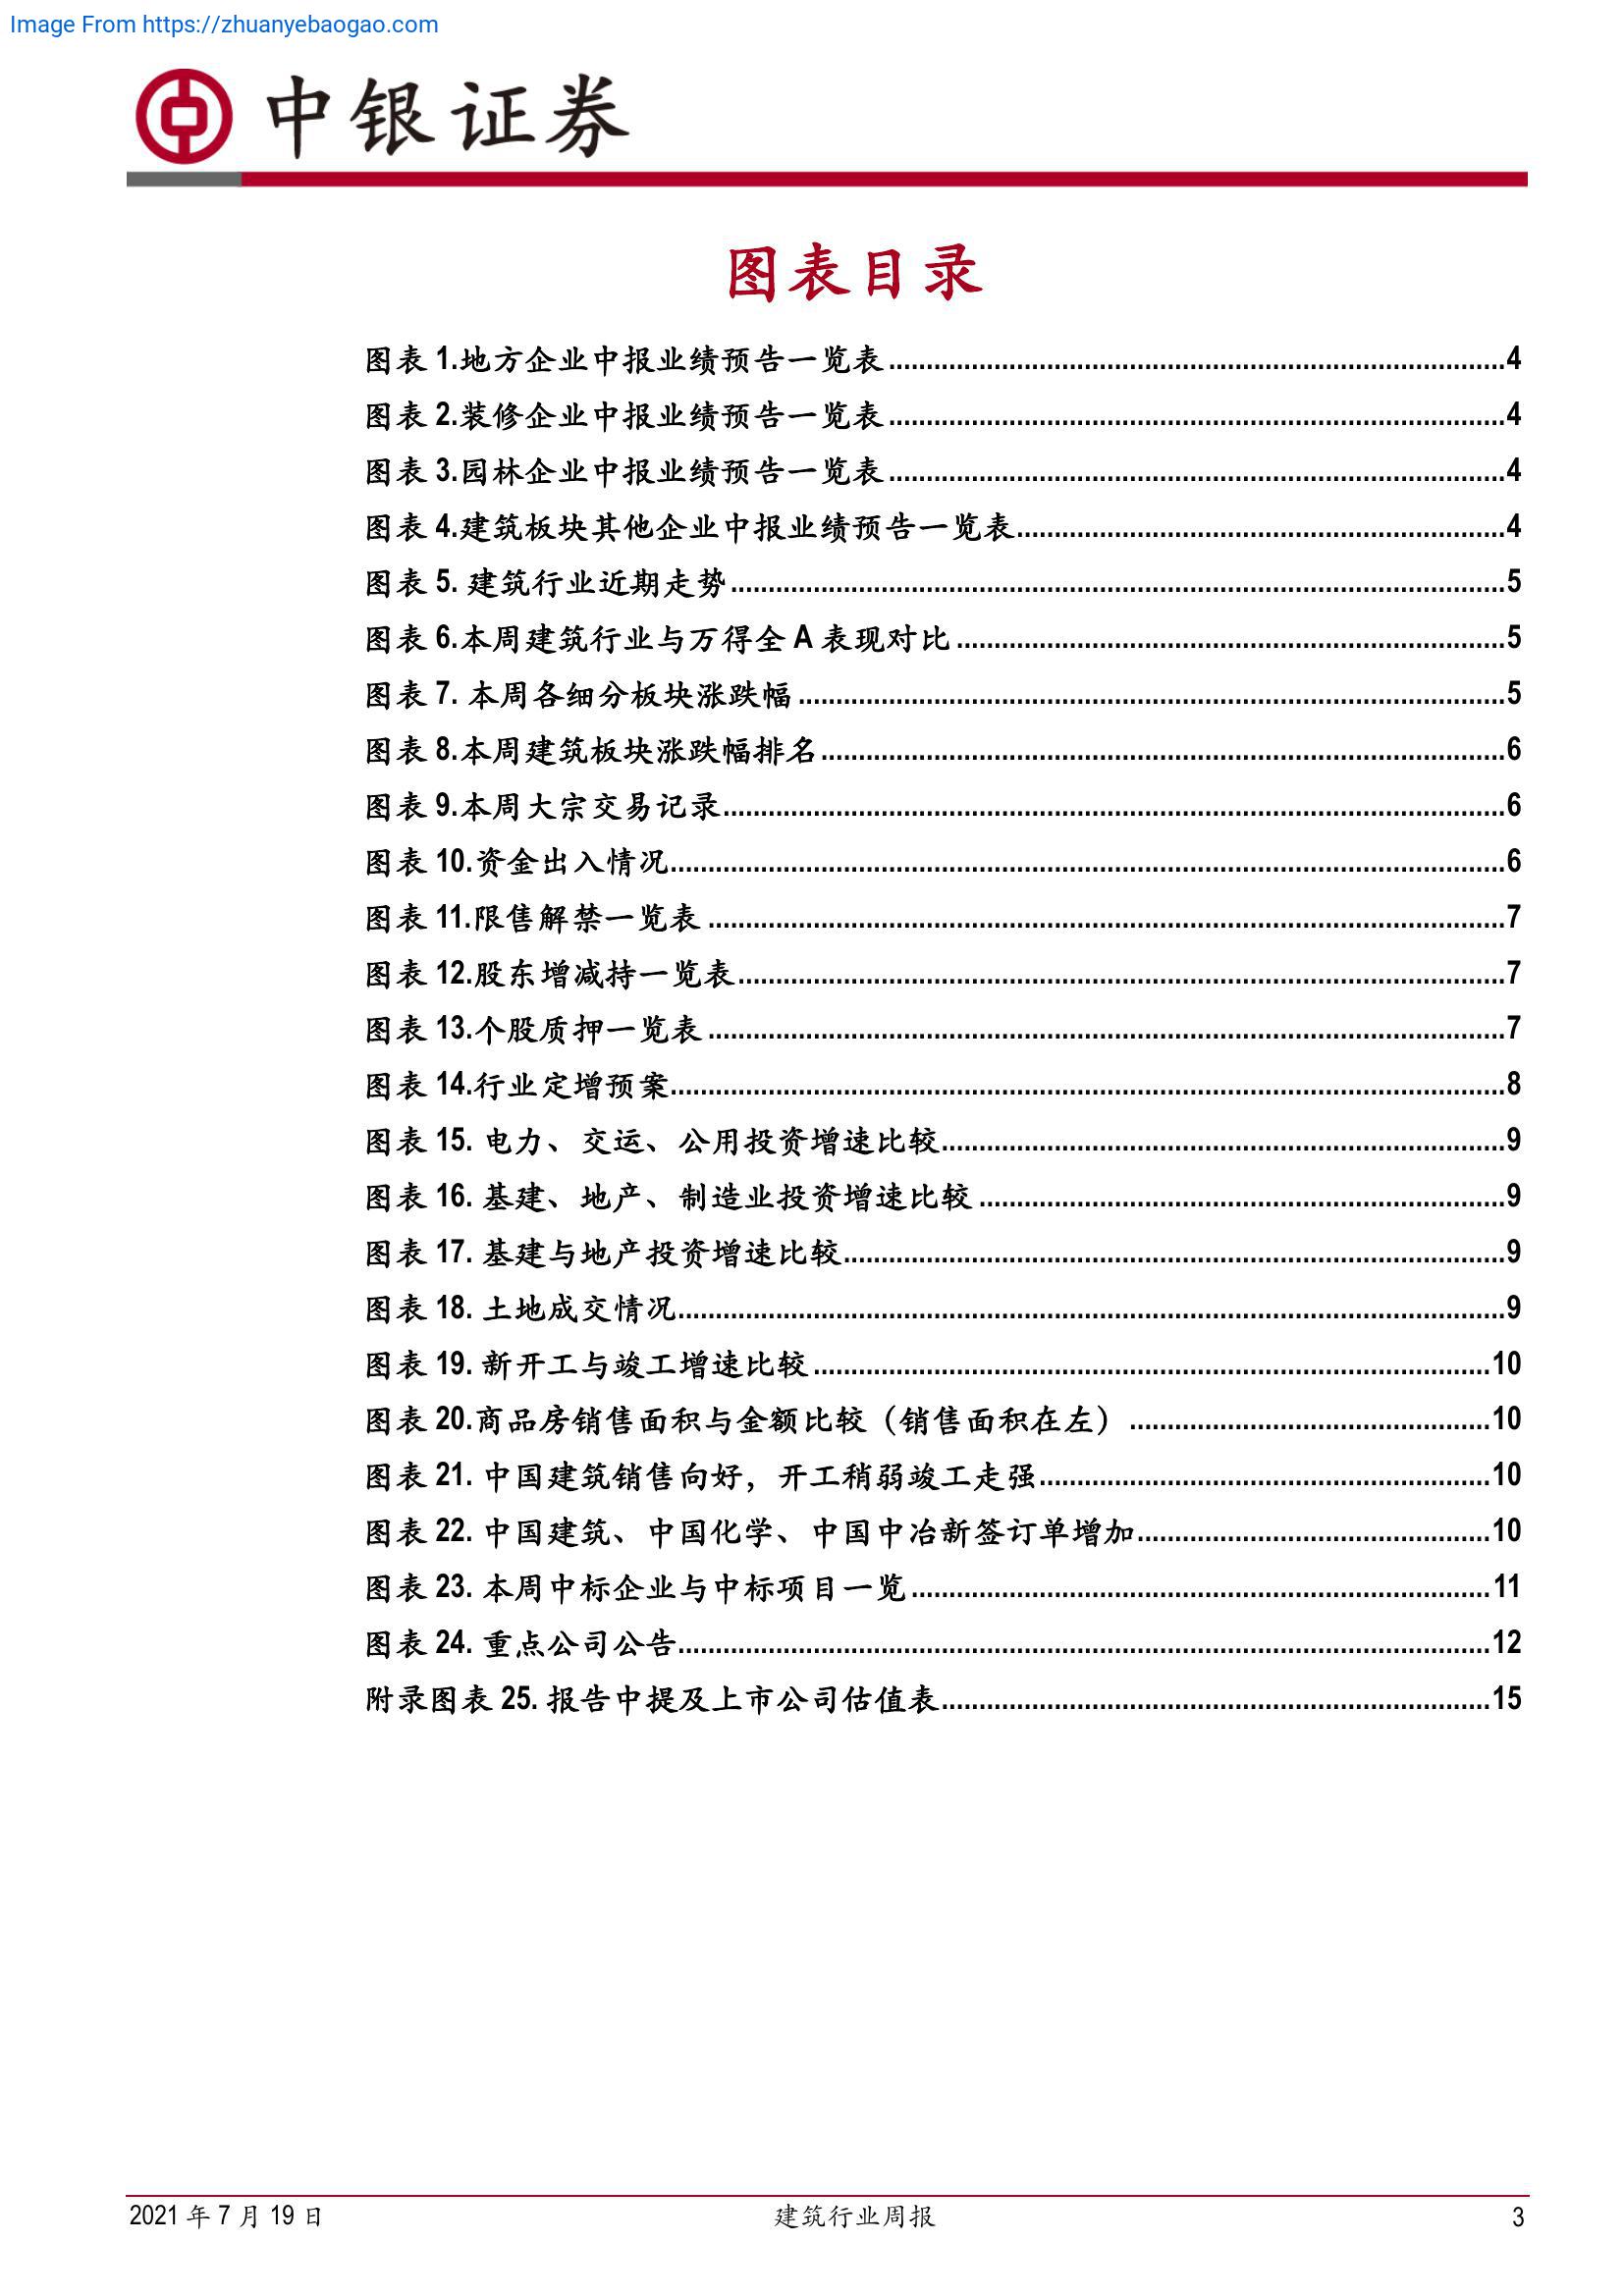 Image From https://zhuanyebaogao.com
中银证券
图表目录
图表 1.地方企业中报业绩预告一览表................4
图表 2.装修企业中报业绩预告一览表................4
图表 3.园林企业中报业绩预告一览表................4
图表 4.建筑板块其他企业中报业绩预告一览表................4
图表 5. 建筑行业近期走势................5
图表 6.本周建筑行业与万得全 A 表现对比................5
图表 7. 本周各细分板块涨跌幅................5
图表 8.本周建筑板块涨跌幅排名................6
图表 9.本周大宗交易记录................6
图表 10.资金出入情况................6
图表 11.限售解禁一览表................7
图表 12.股东增减持一览表................7
图表 13.个股质押一览表................7
图表 14.行业定增预案................8
图表 15. 电力、交运、公用投资增速比较................9
图表 16. 基建、地产、制造业投资增速比较................9
图表 17. 基建与地产投资增速比较................9
图表 18. 土地成交情况................9
图表 19. 新开工与竣工增速比较................10
图表 20.商品房销售面积与金额比较（销售面积在左）................10
图表 21. 中国建筑销售向好，开工稍弱竣工走强................10
图表 22. 中国建筑、中国化学、中国中冶新签订单增加................10
图表 23. 本周中标企业与中标项目一览................11
图表 24. 重点公司公告................12
附录图表 25. 报告中提及上市公司估值表................15
2021 年 7 月 19 日
建筑行业周报
3